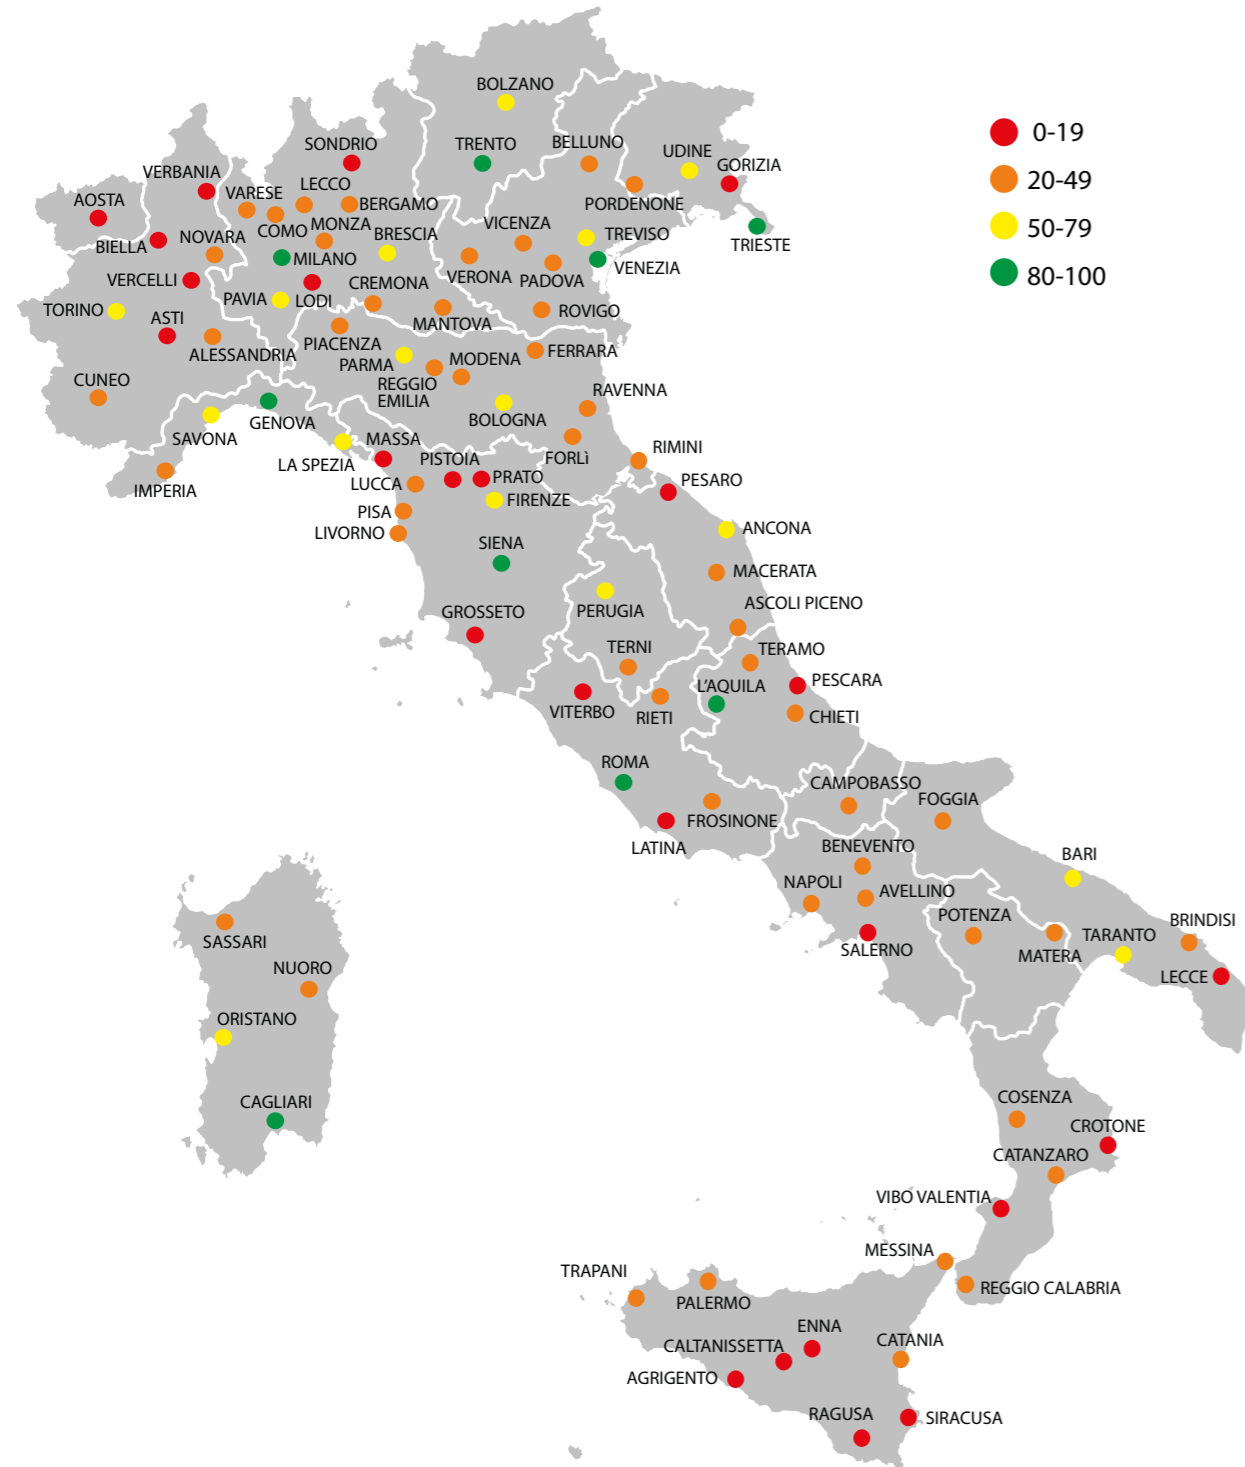 BOLZANO
SONDRIO
TRENTO
BELLUNO
UDINE
GORIZIA
0-19
20-49
50-79
80-100
VERBANIA
AOSTA
VARESE
LECCO
BERGAMO
PORDENONE
COMO
MONZA
VICENZA
TREVISO
TRIESTE
BIELLA
NOVARA
BRESCIA
MILANO
VENEZIA
VERCELLI
CREMONA
VERONA
PADOVA
PAVIA
LODI
TORINO
ASTI
MANTOVA
ROVIGO
ALESSANDRIA
PIACENZA
PARMA
MODENA
FERRARA
CUNEO
REGGIO
EMILIA
RAVENNA
GENOVA
BOLOGNA
SAVONA
MASSA
LA SPEZIA
PISTOIA
FORLì
RIMINI
IMPERIA
LUCCA
PRATO
PESARO
FIRENZE
PISA
LIVORNO
ANCONA
SIENA
MACERATA
GROSSETO
PERUGIA
ASCOLI PICENO
TERNI
TERAMO
L'AQUILA
PESCARA
VITERBO
RIETI
CHIETI
ROMA
CAMPOBASSO
FOGGIA
FROSINONE
LATINA
BENEVENTO
BARI
NAPOLI
AVELLINO
POTENZA
BRINDISI
SALERNO
MATERA
TARANTO
LECCE
SASSARI
NUORO
ORISTANO
CAGLIARI
COSENZA
CROTONE
CATANZARO
VIBO VALENTIA
MESSINA
TRAPANI
PALERMO
REGGIO CALABRIA
ENNA
CALTANISSETTA
CATANIA
AGRIGENTO
RAGUSA
SIRACUSA